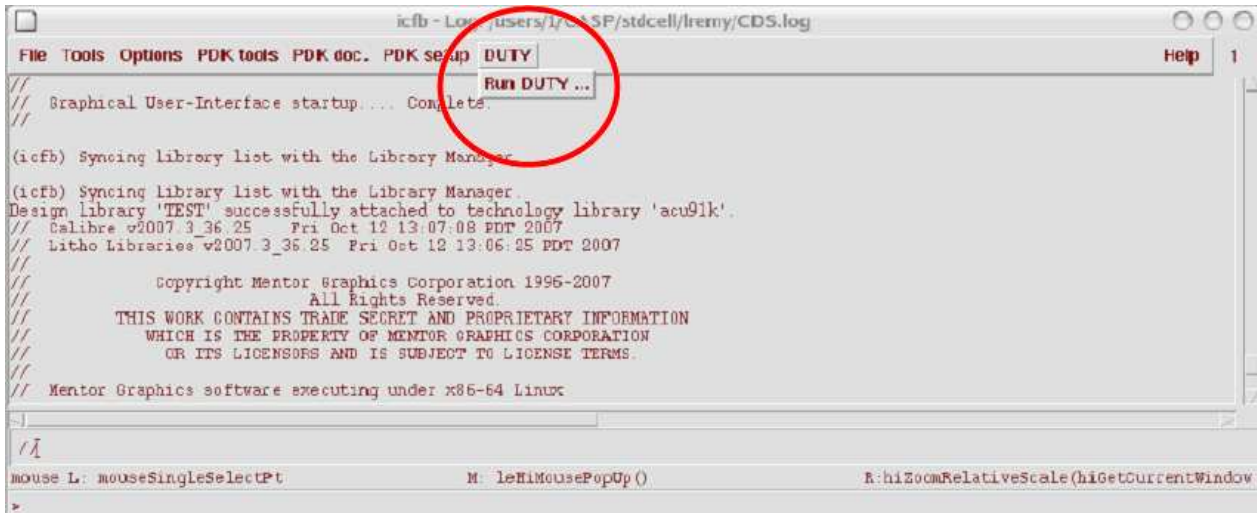 icfb - Log: /users/1/CASP/stdcell/lremy/CDS.log
File Tools Options PDK tools PDK doc. PDK setup DUTY Help 1
Run DUTY ...
//
// Graphical User-Interface startup.... Complete.
//
(icfb) Syncing library list with the Library Manager.
(icfb) Syncing library list with the Library Manager.
Design library 'TEST' successfully attached to technology library 'acu91k'.
// Calibre v2007.3_36.25 Fri Oct 12 13:07:08 PDT 2007
// Litho Libraries v2007.3_36.25 Fri Oct 12 13:06:25 PDT 2007
//
// Copyright Mentor Graphics Corporation 1996-2007
// All Rights Reserved.
// THIS WORK CONTAINS TRADE SECRET AND PROPRIETARY INFORMATION
// WHICH IS THE PROPERTY OF MENTOR GRAPHICS CORPORATION
// OR ITS LICENSORS AND IS SUBJECT TO LICENSE TERMS.
//
// Mentor Graphics software executing under x86-64 Linux
//
mouse L: mouseSingleSelectPt M: leHiMousePopUp() R:hiZoomRelativeScale(hiGetCurrentWindow
>